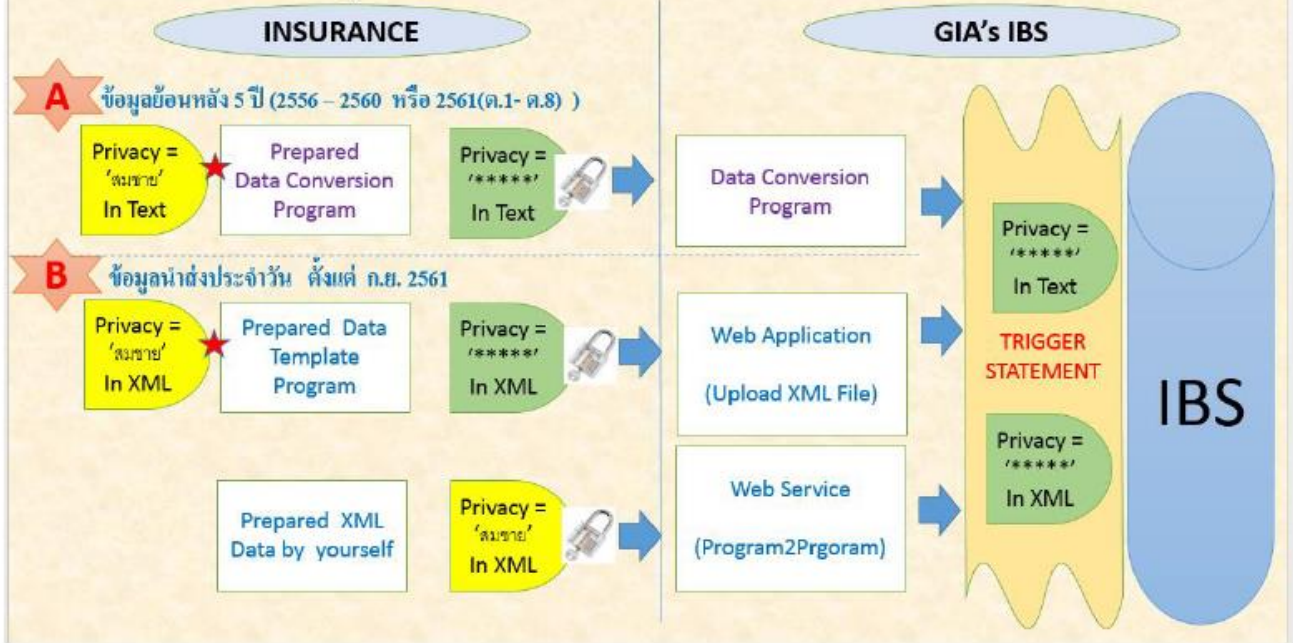 INSURANCE
GIA's IBS
A
ข้อมูลย้อนหลัง 5 ปี (2556 – 2560 หรือ 2561(ต.1- ต.8) )
Privacy =
'สมชาย'
In Text
Prepared
Data Conversion
Program
Privacy =
'*****'
In Text
Data Conversion
Program
Privacy =
'*****'
In Text
B
ข้อมูลนำส่งประจำวัน ตั้งแต่ ก.ย. 2561
Privacy =
'สมชาย'
In XML
Prepared Data
Template
Program
Privacy =
'*****'
In XML
Web Application
(Upload XML File)
TRIGGER
STATEMENT
IBS
Prepared XML
Data by yourself
Privacy =
'สมชาย'
In XML
Web Service
(Program2Prgoram)
Privacy =
'*****'
In XML